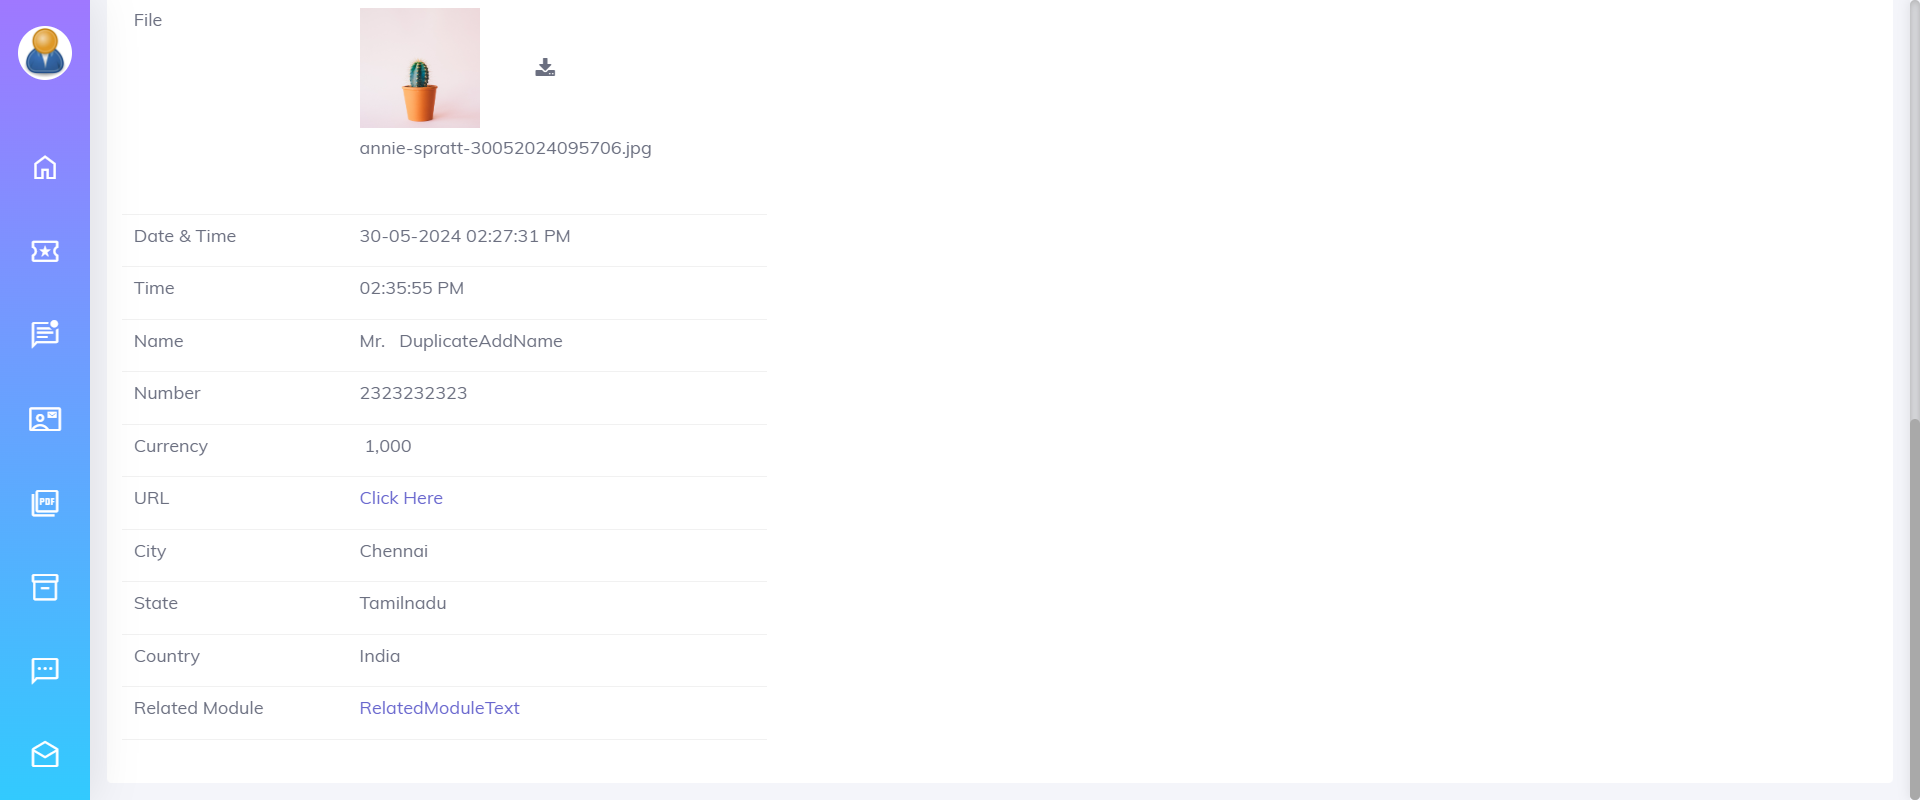 File
annie-spratt-30052024095706.jpg
Date & Time 30-05-2024 02:27:31 PM
Time 02:35:55 PM
Name Mr. DuplicateAddName
Number 2323232323
Currency 1,000
URL Click Here
City Chennai
State Tamilnadu
PDF
Country India
Related Module RelatedModuleText